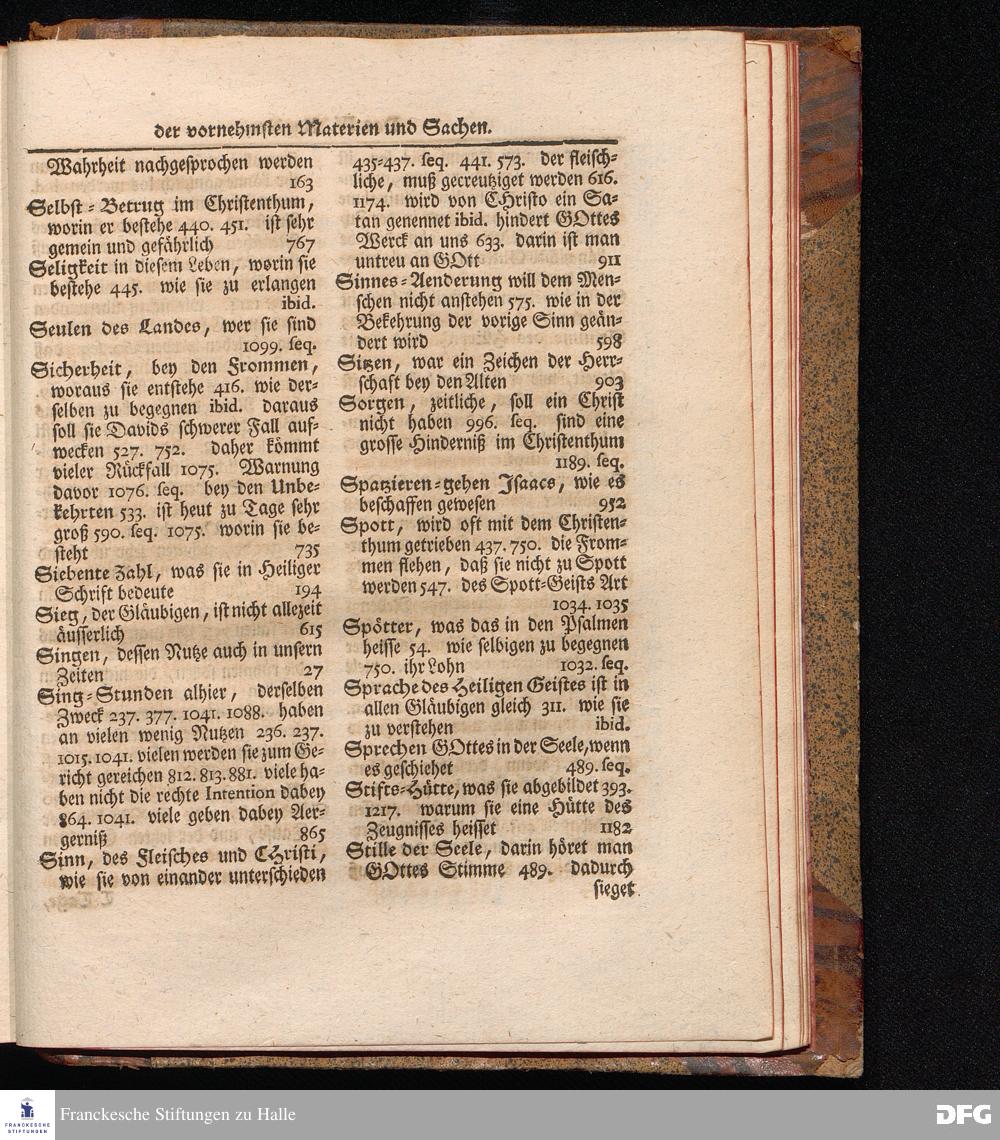 der vornehmsten Materien und Sachen.
Wahrheit nachgesprochen werden
163
Selbst-Betrug im Christenthum,
worin er bestehe 440. 451. ist sehr
gemein und gefährlich 767
Seligkeit in diesem Leben, worin sie
bestehe 445. wie sie zu erlangen
ibid.
Seulen des Landes, wer sie sind
1099. seq.
Sicherheit, bey den Frommen,
woraus sie entstehe 416. wie der-
selben zu begegnen ibid. daraus
soll sie Davids schwerer Fall auf-
wecken 527. 752. daher kömmt
vieler Rückfall 1075. Warnung
davor 1076. seq. bey den Unbe-
kehrten 533. ist heut zu Tage sehr
groß 590. seq. 1075. worin sie be-
steht 735
Siebente Zahl, was sie in Heiliger
Schrift bedeute 194
Sieg, der Gläubigen, ist nicht allezeit
äusserlich 615
Singen, dessen Nutze auch in unsern
Zeiten 27
Sing-Stunden alhier, derselben
Zweck 237. 377. 1041. 1088. haben
an vielen wenig Nutzen 236. 237.
1015. 1041. vielen werden sie zum Ge-
richt gereichen 812. 813. 881. viele ha-
ben nicht die rechte Intention dabey
864. 1041. viele geben dabey Aer-
gerniß 865
Sinn, des Fleisches und CHristi,
wie sie von einander unterschieden
435-437. seq. 441. 573. der fleisch-
liche, muß gecreutziget werden 616.
1174. wird von CHristo ein Sa-
tan genennet ibid. hindert GOttes
Werck an uns 633. darin ist man
untreu an GOtt 911
Sinnes-Aenderung will dem Men-
schen nicht anstehen 575. wie in der
Bekehrung der vorige Sinn geän-
dert wird 598
Sitzen, war ein Zeichen der Herr-
schaft bey den Alten 903
Sorgen, zeitliche, soll ein Christ
nicht haben 996. seq. sind eine
grosse Hinderniß im Christenthum
1189. seq.
Spatzieren-gehen Isaacs, wie es
beschaffen gewesen 952
Spott, wird oft mit dem Christen-
thum getrieben 437. 750. die From-
men flehen, daß sie nicht zu Spott
werden 547. des Spott-Geists Art
1034. 1035
Spötter, was das in den Psalmen
heisse 54. wie selbigen zu begegnen
750. ihr Lohn 1032. seq.
Sprache des Heiligen Geistes ist in
allen Gläubigen gleich 311. wie sie
zu verstehen ibid.
Sprechen GOttes in der Seele, wenn
es geschiehet 489. seq.
Stifts-Hütte, was sie abgebildet 393.
1217. warum sie eine Hütte des
Zeugnisses heisset 1182
Stille der Seele, darin höret man
GOttes Stimme 489. dadurch
sieget
FRANCKESCHE
STIFTUNGEN
Franckesche Stiftungen zu Halle
DFG